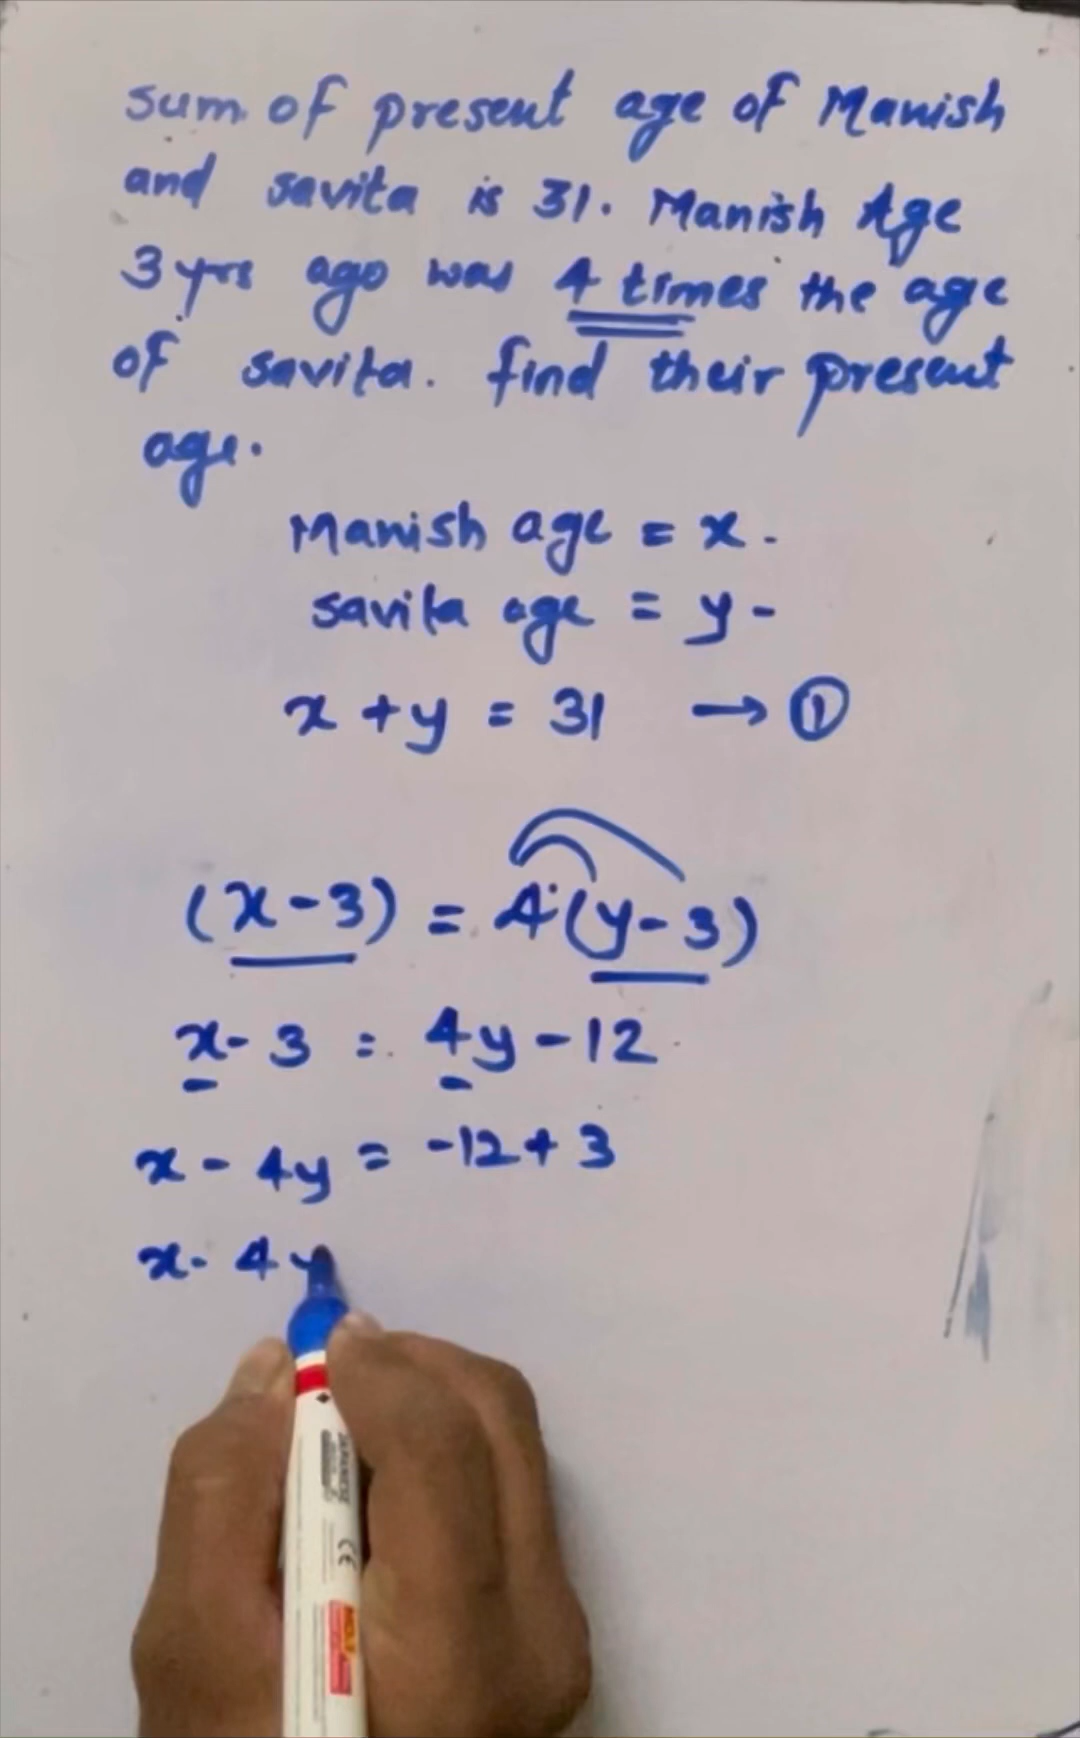 sum of present age of Manish
and savita is 31. Manish Age
3 yrs ago was 4 times the age
of savita. find their present
age.
Manish age = x -
savita age = y -
x + y = 31 → ①
(x - 3) = 4 (y - 3)
x - 3 = 4y - 12
x - 4y = -12 + 3
x - 4y
CE